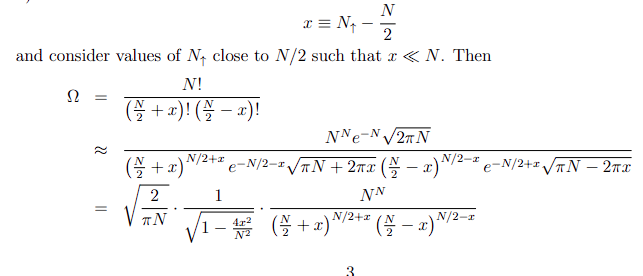 x ≡ N↑ − N/2
and consider values of N↑ close to N/2 such that x ≪ N. Then
Ω = N! / ((N/2 + x)! (N/2 − x)!)
≈ N^N e^{−N} √(2πN) / ((N/2 + x)^{N/2+x} e^{−N/2−x} √(πN + 2πx) (N/2 − x)^{N/2−x} e^{−N/2+x} √(πN − 2πx))
= √(2/(πN)) · 1/√(1 − 4x²/N²) · N^N / ((N/2 + x)^{N/2+x} (N/2 − x)^{N/2−x})
3